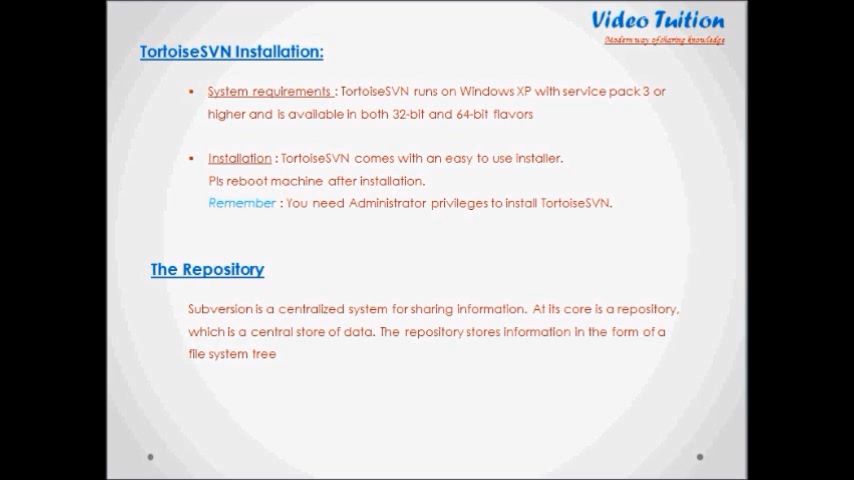 Video Tuition
Modern way of sharing knowledge
TortoiseSVN Installation:
▪ System requirements : TortoiseSVN runs on Windows XP with service pack 3 or
higher and is available in both 32-bit and 64-bit flavors
▪ Installation : TortoiseSVN comes with an easy to use installer.
Pls reboot machine after installation.
Remember : You need Administrator privileges to install TortoiseSVN.
The Repository
Subversion is a centralized system for sharing information. At its core is a repository,
which is a central store of data. The repository stores information in the form of a
file system tree